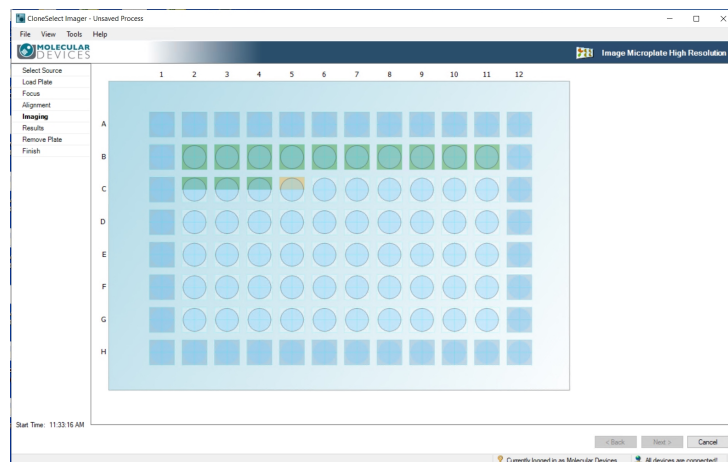 CloneSelect Imager - Unsaved Process
File View Tools Help
MOLECULAR
DEVICES
Image Microplate High Resolution
Select Source
Load Plate
Focus
Alignment
Imaging
Results
Remove Plate
Finish
1 2 3 4 5 6 7 8 9 10 11 12
A
B
C
D
E
F
G
H
Start Time: 11:33:16 AM
< Back Next > Cancel
Currently logged in as Molecular Devices All devices are connected!